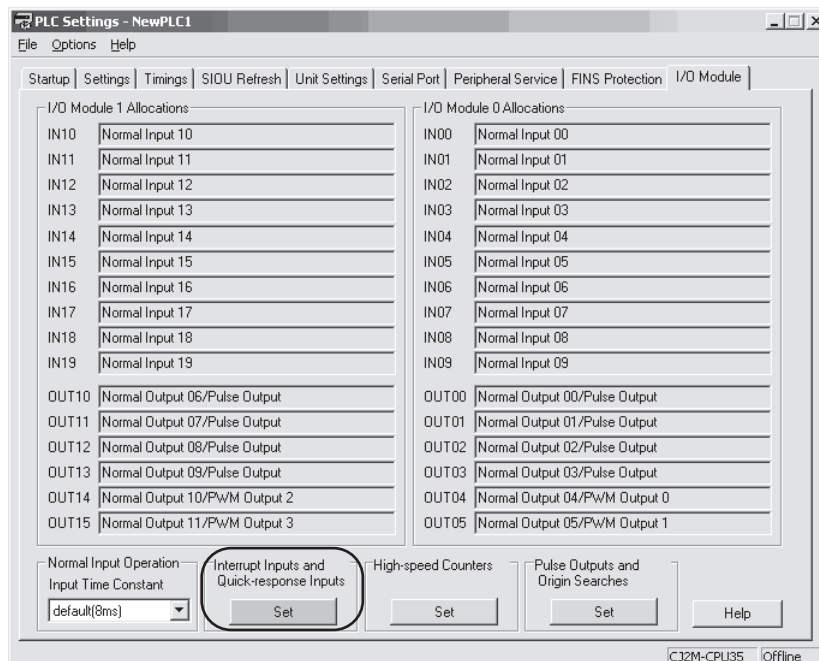 PLC Settings - NewPLC1
File Options Help
Startup Settings Timings SIOU Refresh Unit Settings Serial Port Peripheral Service FINS Protection I/O Module
I/O Module 1 Allocations
IN10 Normal Input 10
IN11 Normal Input 11
IN12 Normal Input 12
IN13 Normal Input 13
IN14 Normal Input 14
IN15 Normal Input 15
IN16 Normal Input 16
IN17 Normal Input 17
IN18 Normal Input 18
IN19 Normal Input 19
OUT10 Normal Output 06/Pulse Output
OUT11 Normal Output 07/Pulse Output
OUT12 Normal Output 08/Pulse Output
OUT13 Normal Output 09/Pulse Output
OUT14 Normal Output 10/PWM Output 2
OUT15 Normal Output 11/PWM Output 3
I/O Module 0 Allocations
IN00 Normal Input 00
IN01 Normal Input 01
IN02 Normal Input 02
IN03 Normal Input 03
IN04 Normal Input 04
IN05 Normal Input 05
IN06 Normal Input 06
IN07 Normal Input 07
IN08 Normal Input 08
IN09 Normal Input 09
OUT00 Normal Output 00/Pulse Output
OUT01 Normal Output 01/Pulse Output
OUT02 Normal Output 02/Pulse Output
OUT03 Normal Output 03/Pulse Output
OUT04 Normal Output 04/PWM Output 0
OUT05 Normal Output 05/PWM Output 1
Normal Input Operation
Input Time Constant
default(8ms)
Interrupt Inputs and
Quick-response Inputs
Set
High-speed Counters
Set
Pulse Outputs and
Origin Searches
Set
Help
CJ2M-CPU35 Offline